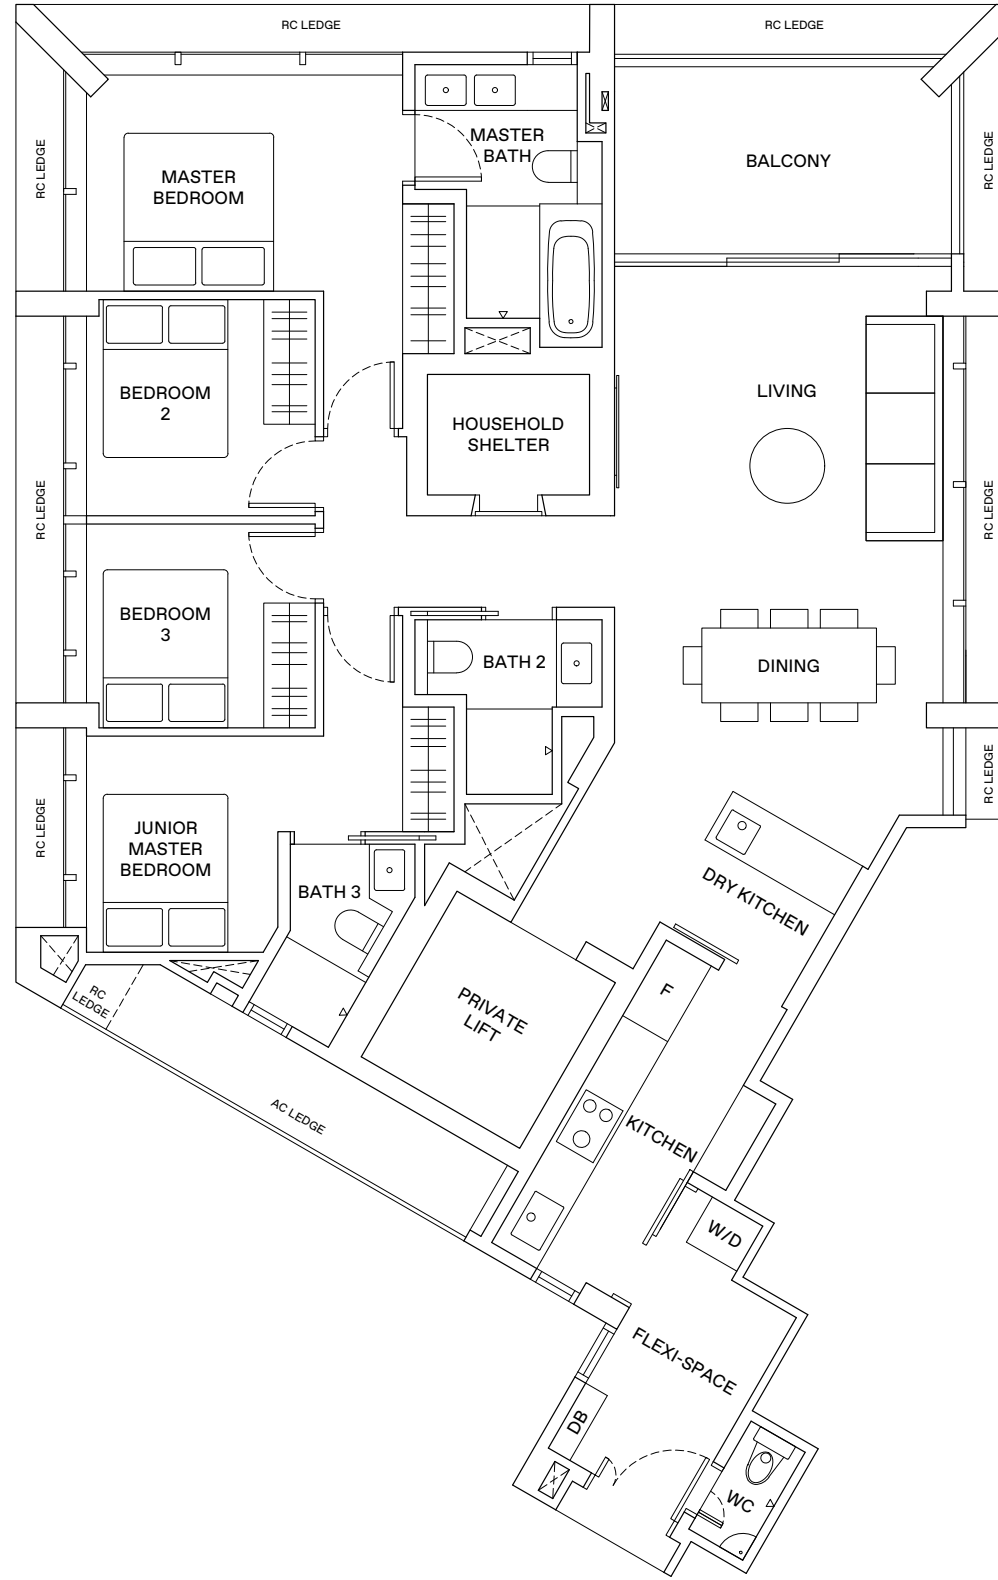 RC LEDGE
RC LEDGE
MASTER
BATH
RC LEDGE
MASTER
BEDROOM
BALCONY
RC LEDGE
BEDROOM
2
LIVING
HOUSEHOLD
SHELTER
RC LEDGE
RC LEDGE
BEDROOM
3
BATH 2
DINING
RC LEDGE
RC LEDGE
JUNIOR
MASTER
BEDROOM
BATH 3
DRY KITCHEN
F
RC
LEDGE
PRIVATE
LIFT
AC LEDGE
KITCHEN
W/D
FLEXI-SPACE
DB
WC